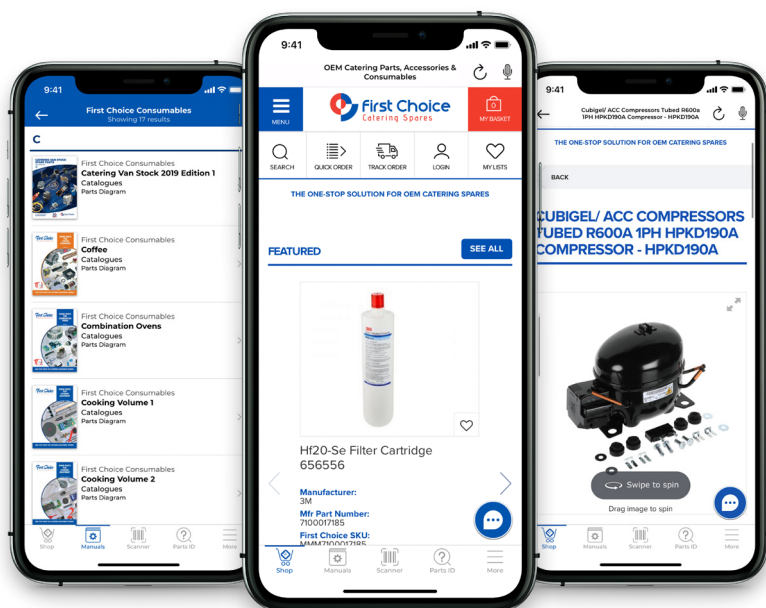 9:41
First Choice Consumables
Showing 17 results
C
First Choice Consumables
Catering Van Stock 2019 Edition 1
Catalogues
Parts Diagram
First Choice Consumables
Coffee
Catalogues
Parts Diagram
First Choice Consumables
Combination Ovens
Catalogues
Parts Diagram
First Choice Consumables
Cooking Volume 1
Catalogues
Parts Diagram
First Choice Consumables
Cooking Volume 2
Catalogues
Parts Diagram
Shop Manuals Scanner Parts ID More
9:41
OEM Catering Parts, Accessories &
Consumables
MENU
First Choice
Catering Spares
0
MY BASKET
SEARCH QUICK ORDER TRACK ORDER LOGIN MY LISTS
THE ONE-STOP SOLUTION FOR OEM CATERING SPARES
FEATURED
SEE ALL
3M
Hf20-Se Filter Cartridge
656556
Manufacturer:
3M
Mfr Part Number:
7100017185
First Choice SKU:
MMM7100017185
Shop Manuals Scanner Parts ID More
9:41
Cubigel/ ACC Compressors Tubed R600a
1PH HPKD190A Compressor - HPKD190A
THE ONE-STOP SOLUTION FOR OEM CATERING SPARES
BACK
CUBIGEL/ ACC COMPRESSORS
TUBED R600A 1PH HPKD190A
COMPRESSOR - HPKD190A
Swipe to spin
Drag image to spin
Shop Manuals Scanner Parts ID More